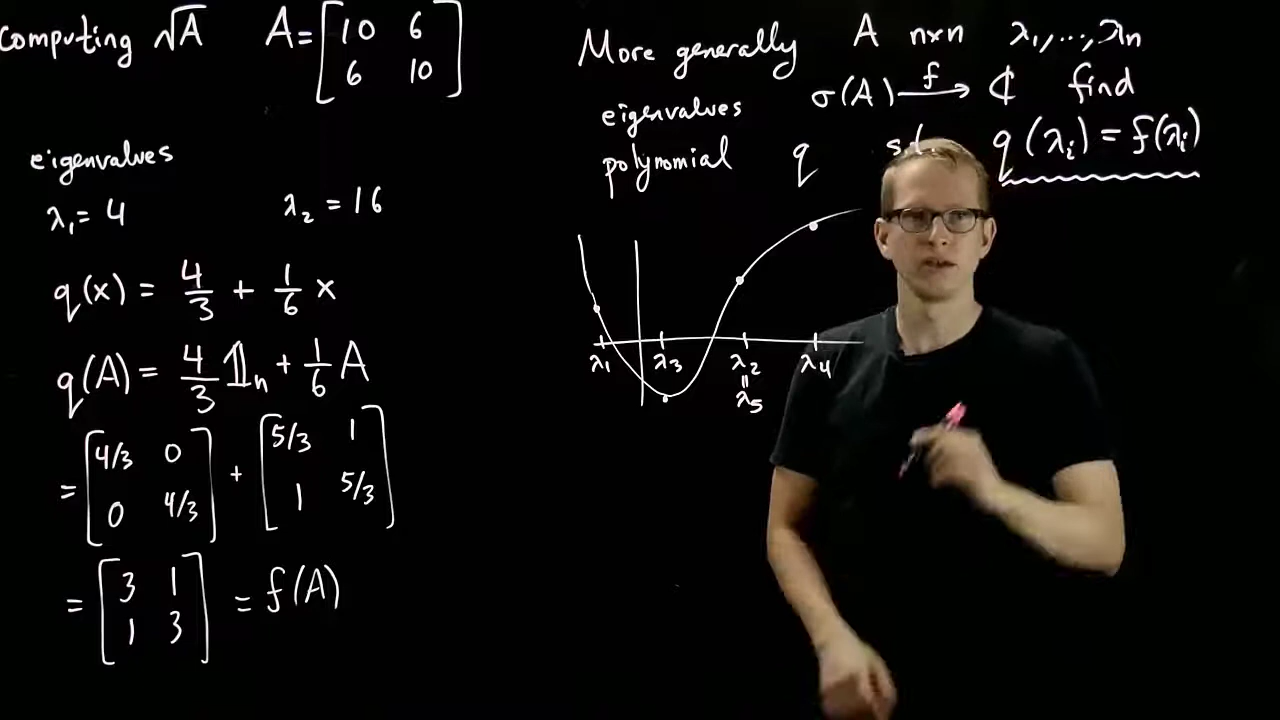 computing √A A = [10 6
6 10]
eigenvalues
λ₁ = 4 λ₂ = 16
q(x) = 4/3 + 1/6 x
q(A) = 4/3 𝟙ₙ + 1/6 A
= [4/3 0
0 4/3] + [5/3 1
1 5/3]
= [3 1
1 3] = f(A)
More generally A n×n λ₁,...,λₙ
eigenvalues σ(A) —f→ ℂ find
polynomial q s.t. q(λᵢ) = f(λᵢ)
λ₁ λ₃ λ₂ λ₄
=
λ₅